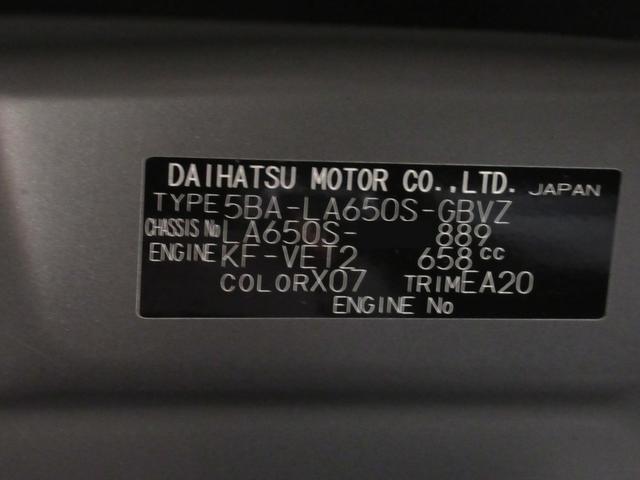 DAIHATSU MOTOR CO.,LTD. JAPAN
TYPE 5BA-LA650S-GBVZ
CHASSIS No LA650S- 889
ENGINE KF-VET2 658cc
COLOR X07 TRIM EA20
ENGINE No